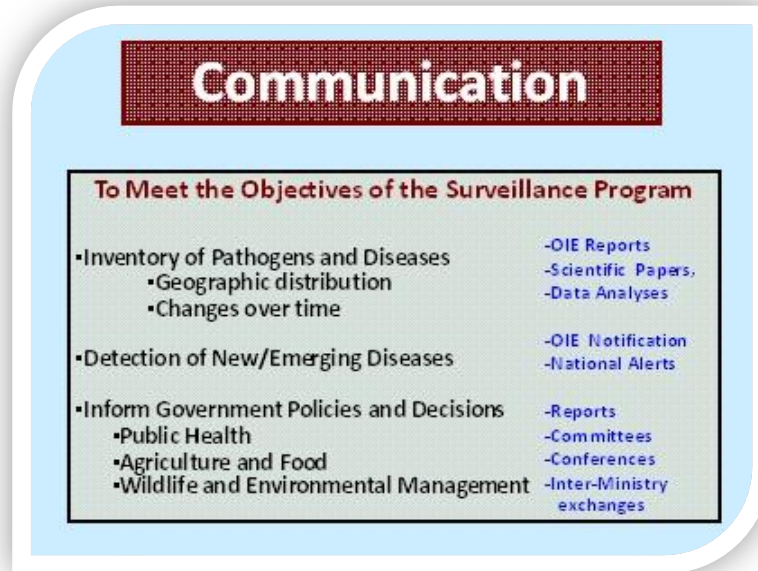 Communication
To Meet the Objectives of the Surveillance Program
▪Inventory of Pathogens and Diseases
▪Geographic distribution
▪Changes over time
-OIE Reports
-Scientific Papers,
-Data Analyses
▪Detection of New/Emerging Diseases
-OIE Notification
-National Alerts
▪Inform Government Policies and Decisions
▪Public Health
▪Agriculture and Food
▪Wildlife and Environmental Management
-Reports
-Committees
-Conferences
-Inter-Ministry
exchanges